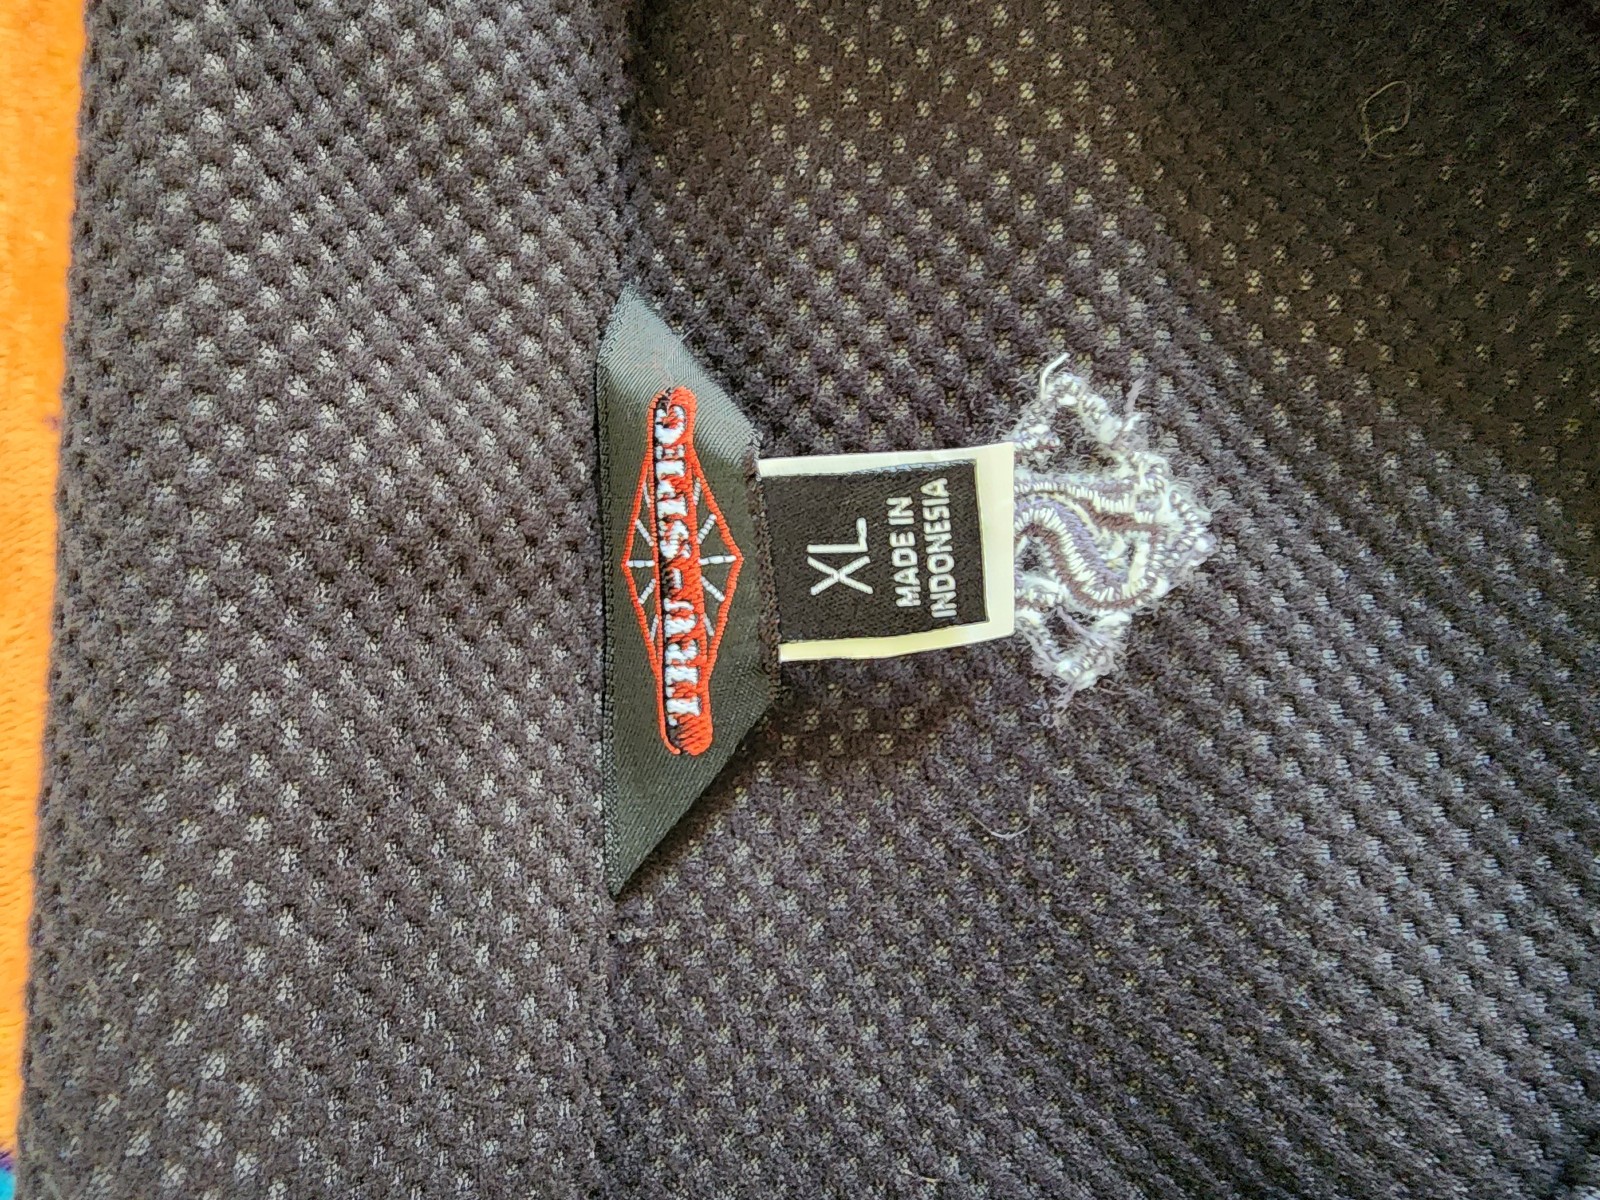 TRU-SPEC
XL
MADE IN
INDONESIA